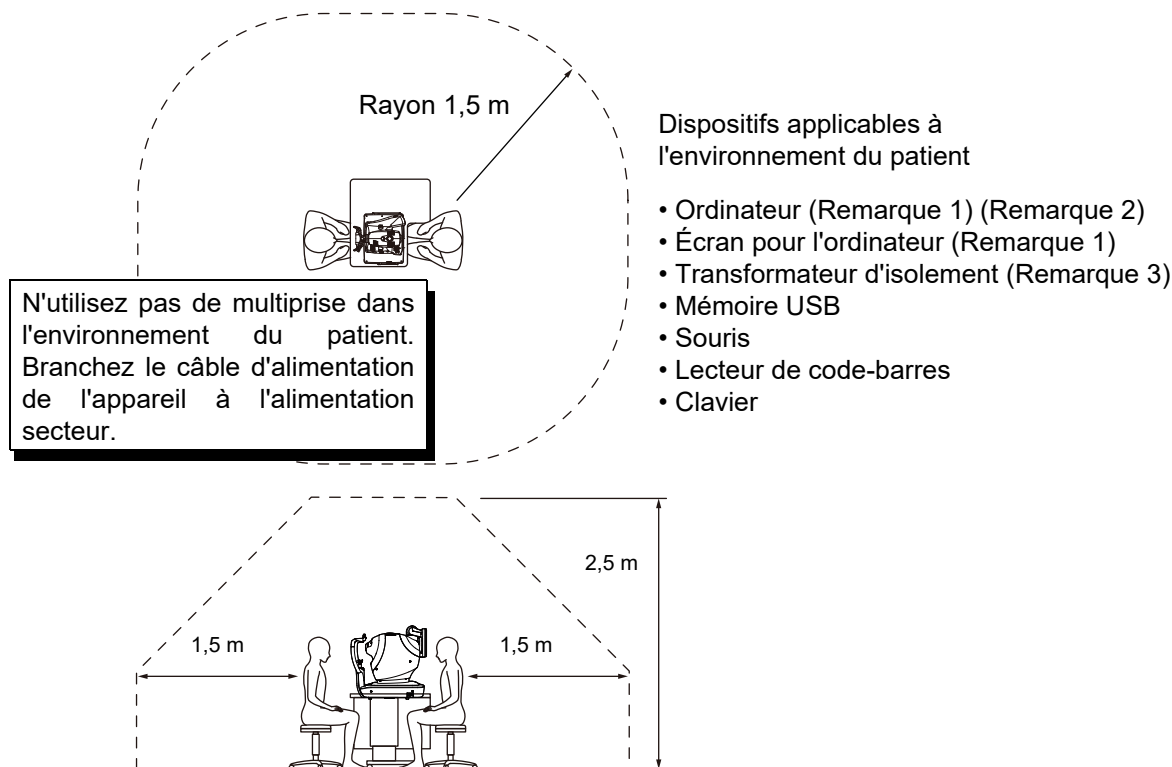 Rayon 1,5 m
Dispositifs applicables à
l'environnement du patient
• Ordinateur (Remarque 1) (Remarque 2)
• Écran pour l'ordinateur (Remarque 1)
• Transformateur d'isolement (Remarque 3)
• Mémoire USB
• Souris
• Lecteur de code-barres
• Clavier
N'utilisez pas de multiprise dans
l'environnement du patient.
Branchez le câble d'alimentation
de l'appareil à l'alimentation
secteur.
2,5 m
1,5 m
1,5 m